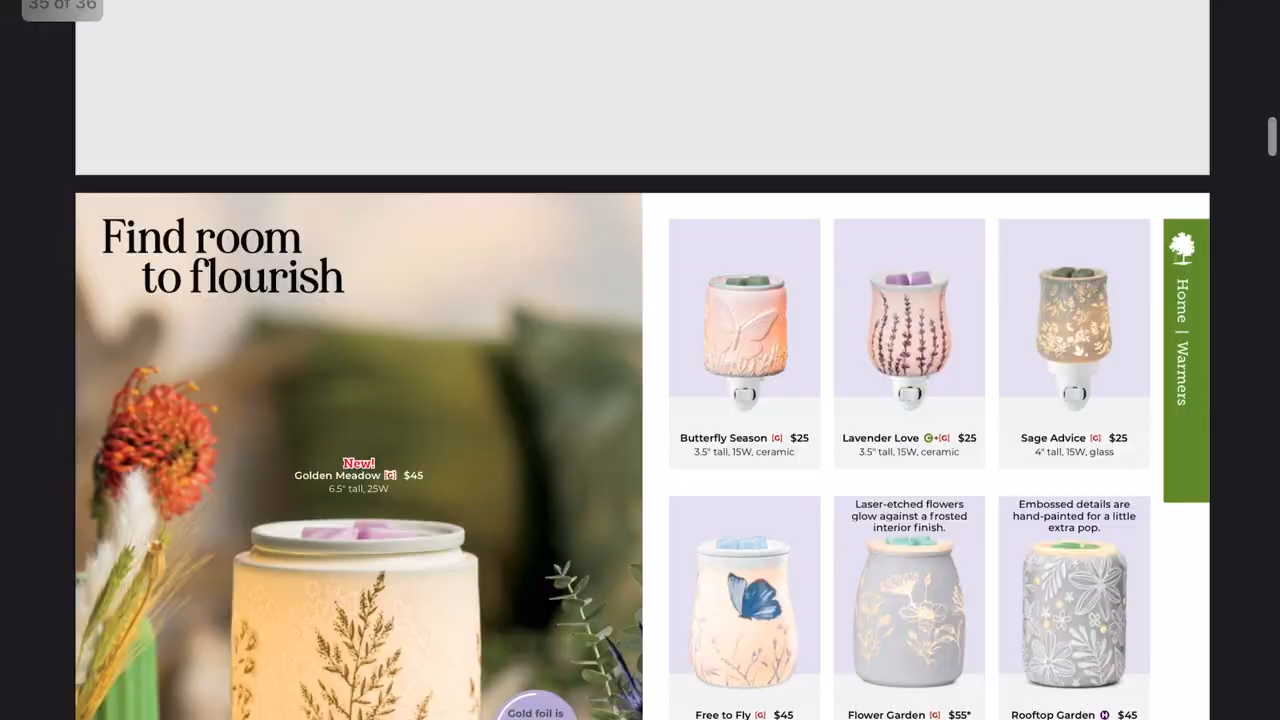 35 of 36
Find room
to flourish
New!
Golden Meadow [G] $45
6.5" tall, 25W
Gold foil is
Butterfly Season [G] $25
3.5" tall, 15W, ceramic
Lavender Love C+[G] $25
3.5" tall, 15W, ceramic
Sage Advice [G] $25
4" tall, 15W, glass
Home | Warmers
Laser-etched flowers
glow against a frosted
interior finish.
Embossed details are
hand-painted for a little
extra pop.
Free to Fly [G] $45
Flower Garden [G] $55*
Rooftop Garden H $45